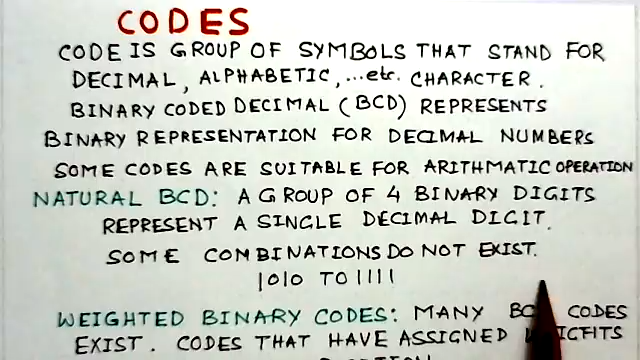 CODES
CODE IS GROUP OF SYMBOLS THAT STAND FOR
DECIMAL, ALPHABETIC, ...etc. CHARACTER.
BINARY CODED DECIMAL (BCD) REPRESENTS
BINARY REPRESENTATION FOR DECIMAL NUMBERS
SOME CODES ARE SUITABLE FOR ARITHMATIC OPERATION
NATURAL BCD: A GROUP OF 4 BINARY DIGITS
REPRESENT A SINGLE DECIMAL DIGIT.
SOME COMBINATIONS DO NOT EXIST.
1010 TO 1111
WEIGHTED BINARY CODES: MANY CODES
EXIST. CODES THAT HAVE ASSIGNED